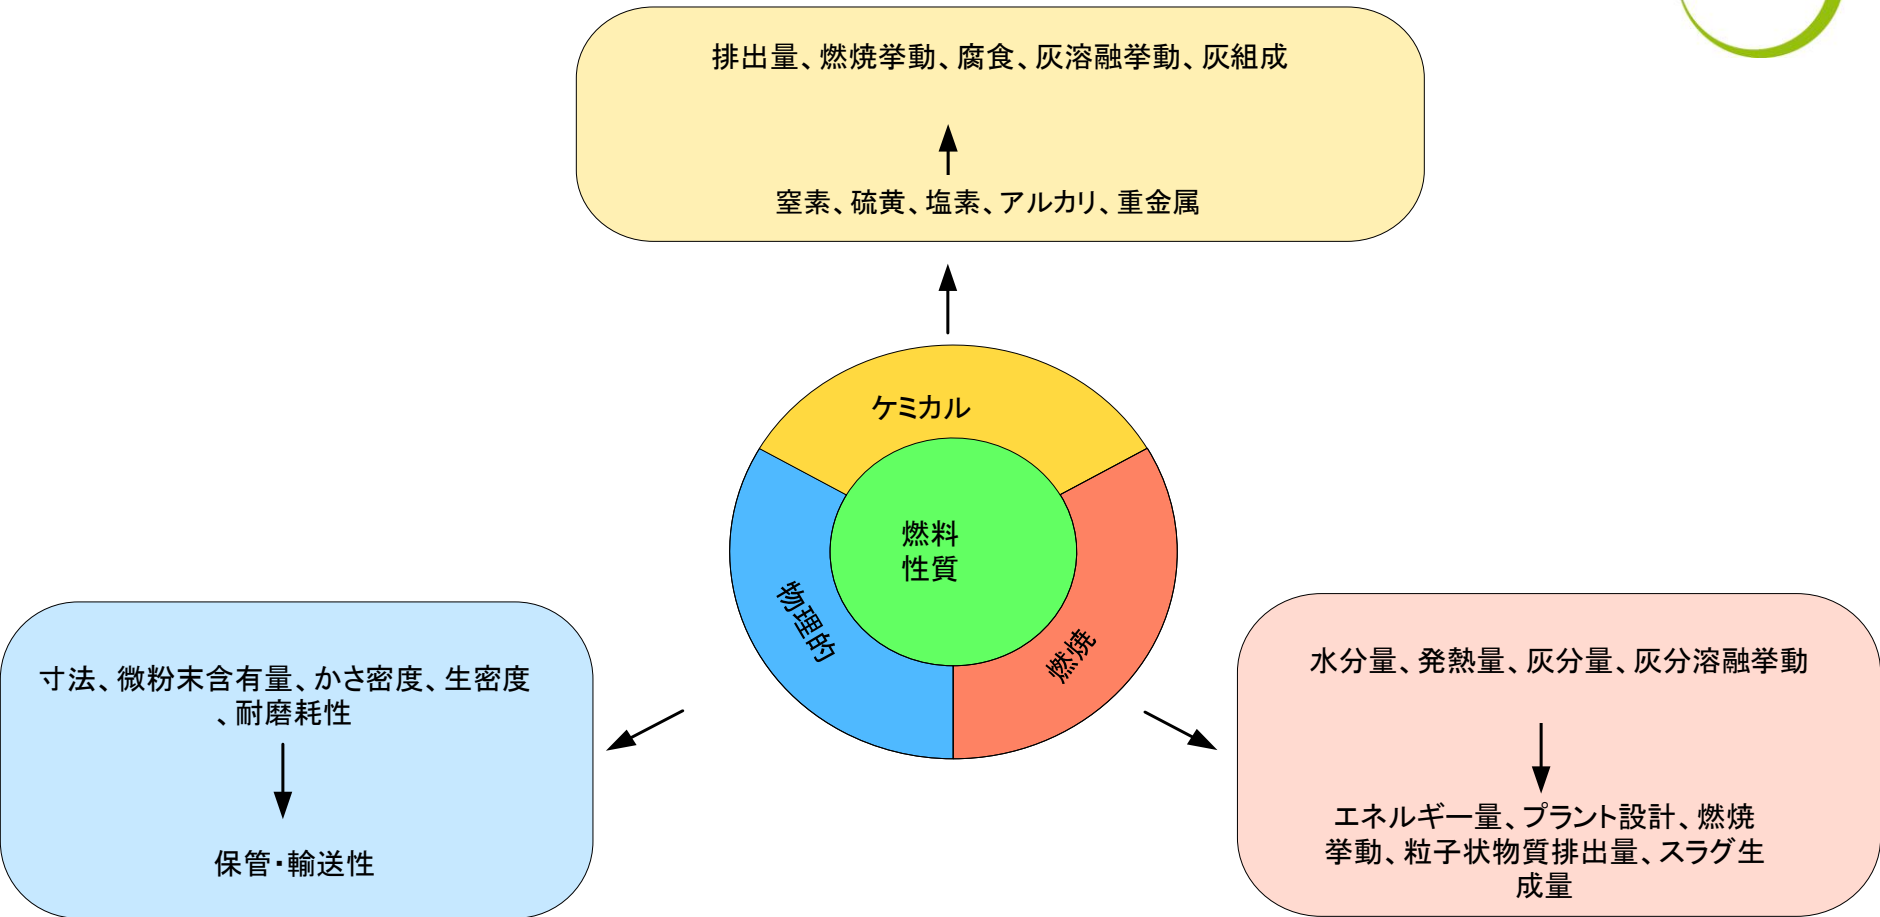 排出量、燃焼挙動、腐食、灰溶融挙動、灰組成
窒素、硫黄、塩素、アルカリ、重金属
ケミカル
燃料
性質
物理的
燃焼
寸法、微粉末含有量、かさ密度、生密度
、耐磨耗性
保管・輸送性
水分量、発熱量、灰分量、灰分溶融挙動
エネルギー量、プラント設計、燃焼
挙動、粒子状物質排出量、スラグ生
成量